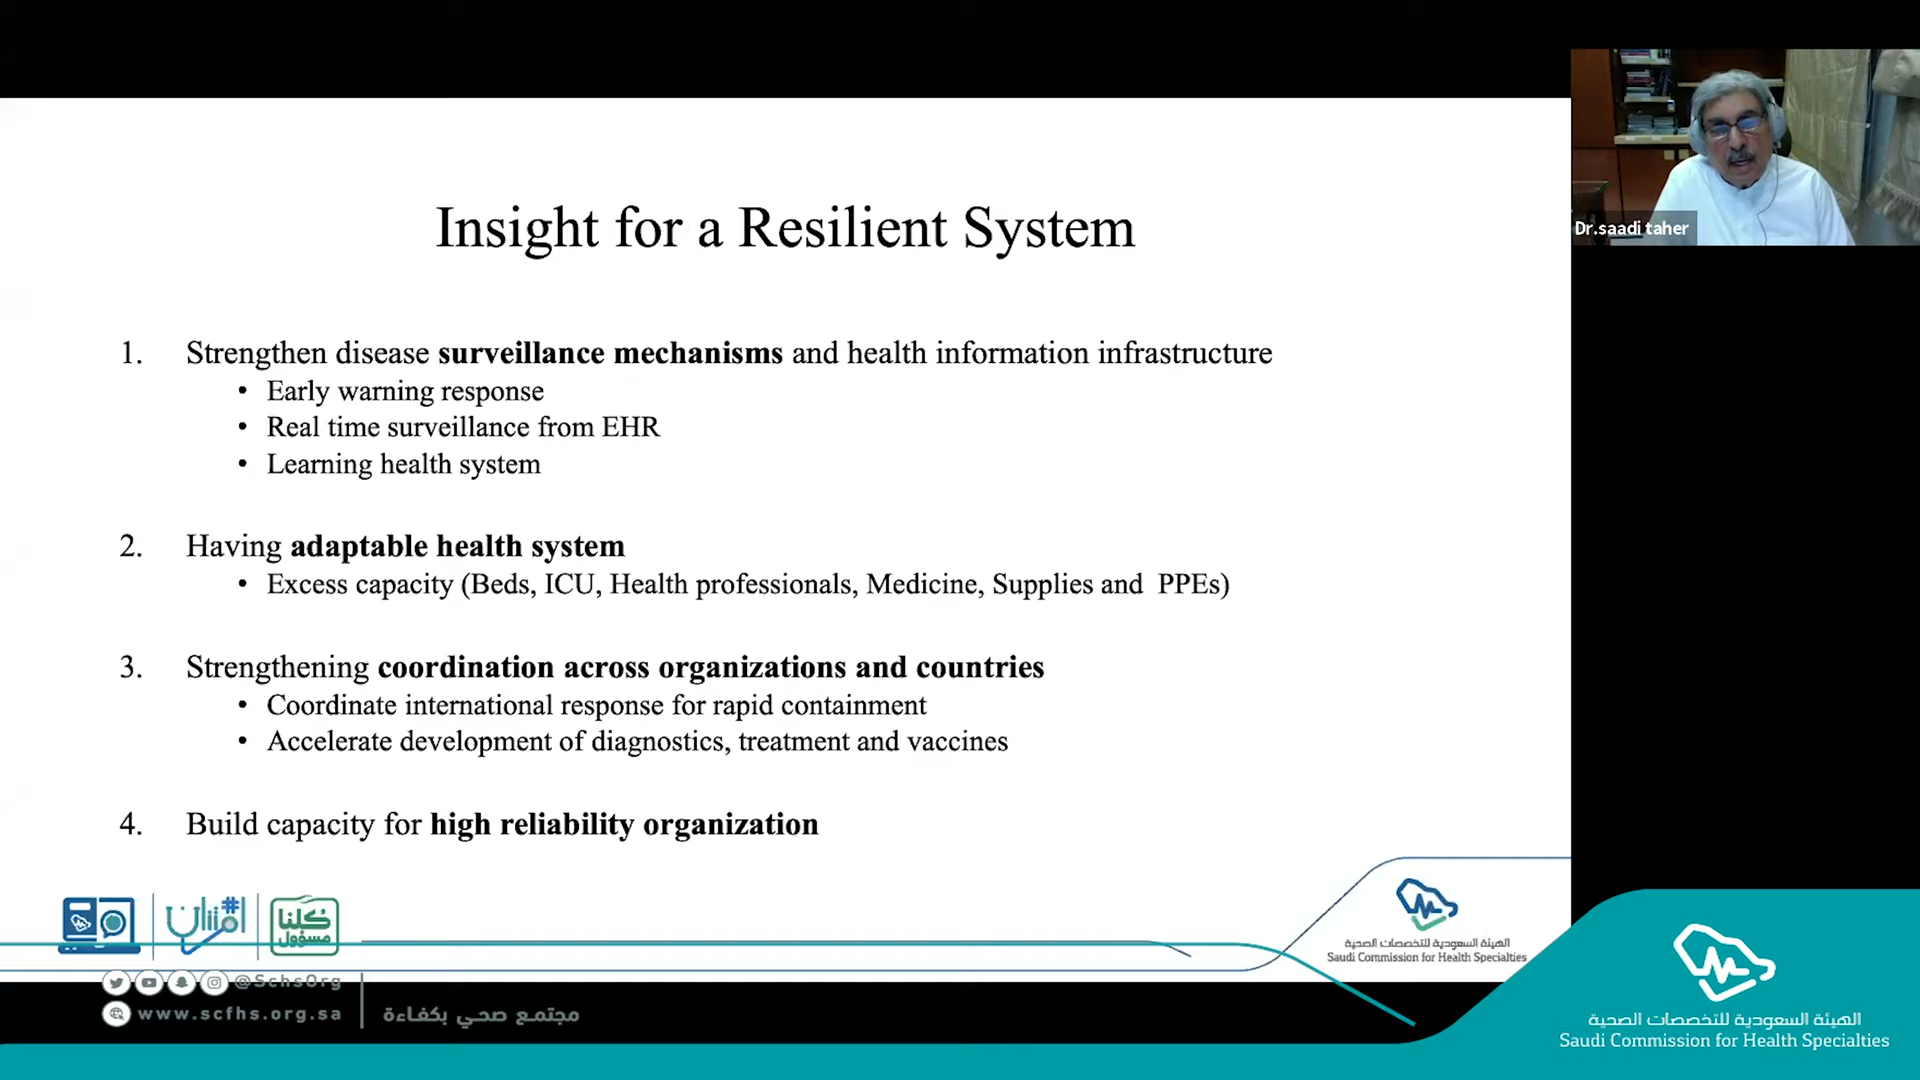 Insight for a Resilient System
1. Strengthen disease surveillance mechanisms and health information infrastructure
• Early warning response
• Real time surveillance from EHR
• Learning health system
2. Having adaptable health system
• Excess capacity (Beds, ICU, Health professionals, Medicine, Supplies and PPEs)
3. Strengthening coordination across organizations and countries
• Coordinate international response for rapid containment
• Accelerate development of diagnostics, treatment and vaccines
4. Build capacity for high reliability organization
Dr.saadi taher
#امتنان
كلنا
مسؤول
الهيئة السعودية للتخصصات الصحية
Saudi Commission for Health Specialties
@SchsOrg
www.scfhs.org.sa
مجتمع صحي بكفاءة
الهيئة السعودية للتخصصات الصحية
Saudi Commission for Health Specialties